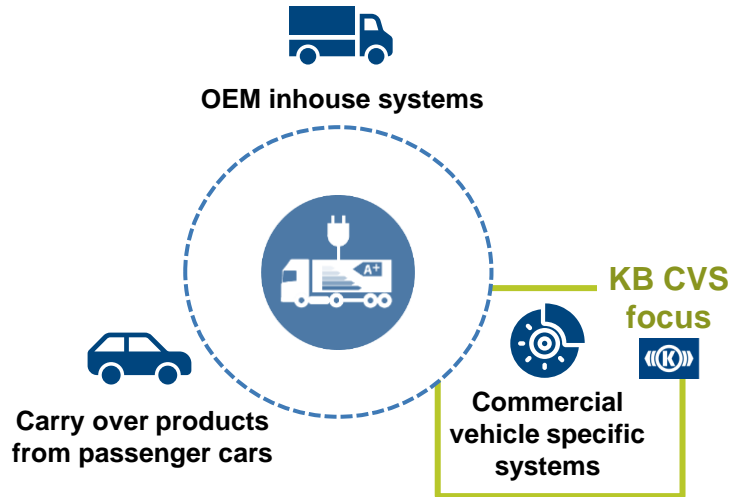 OEM inhouse systems
A+
KB CVS
focus
K
Carry over products
from passenger cars
Commercial
vehicle specific
systems